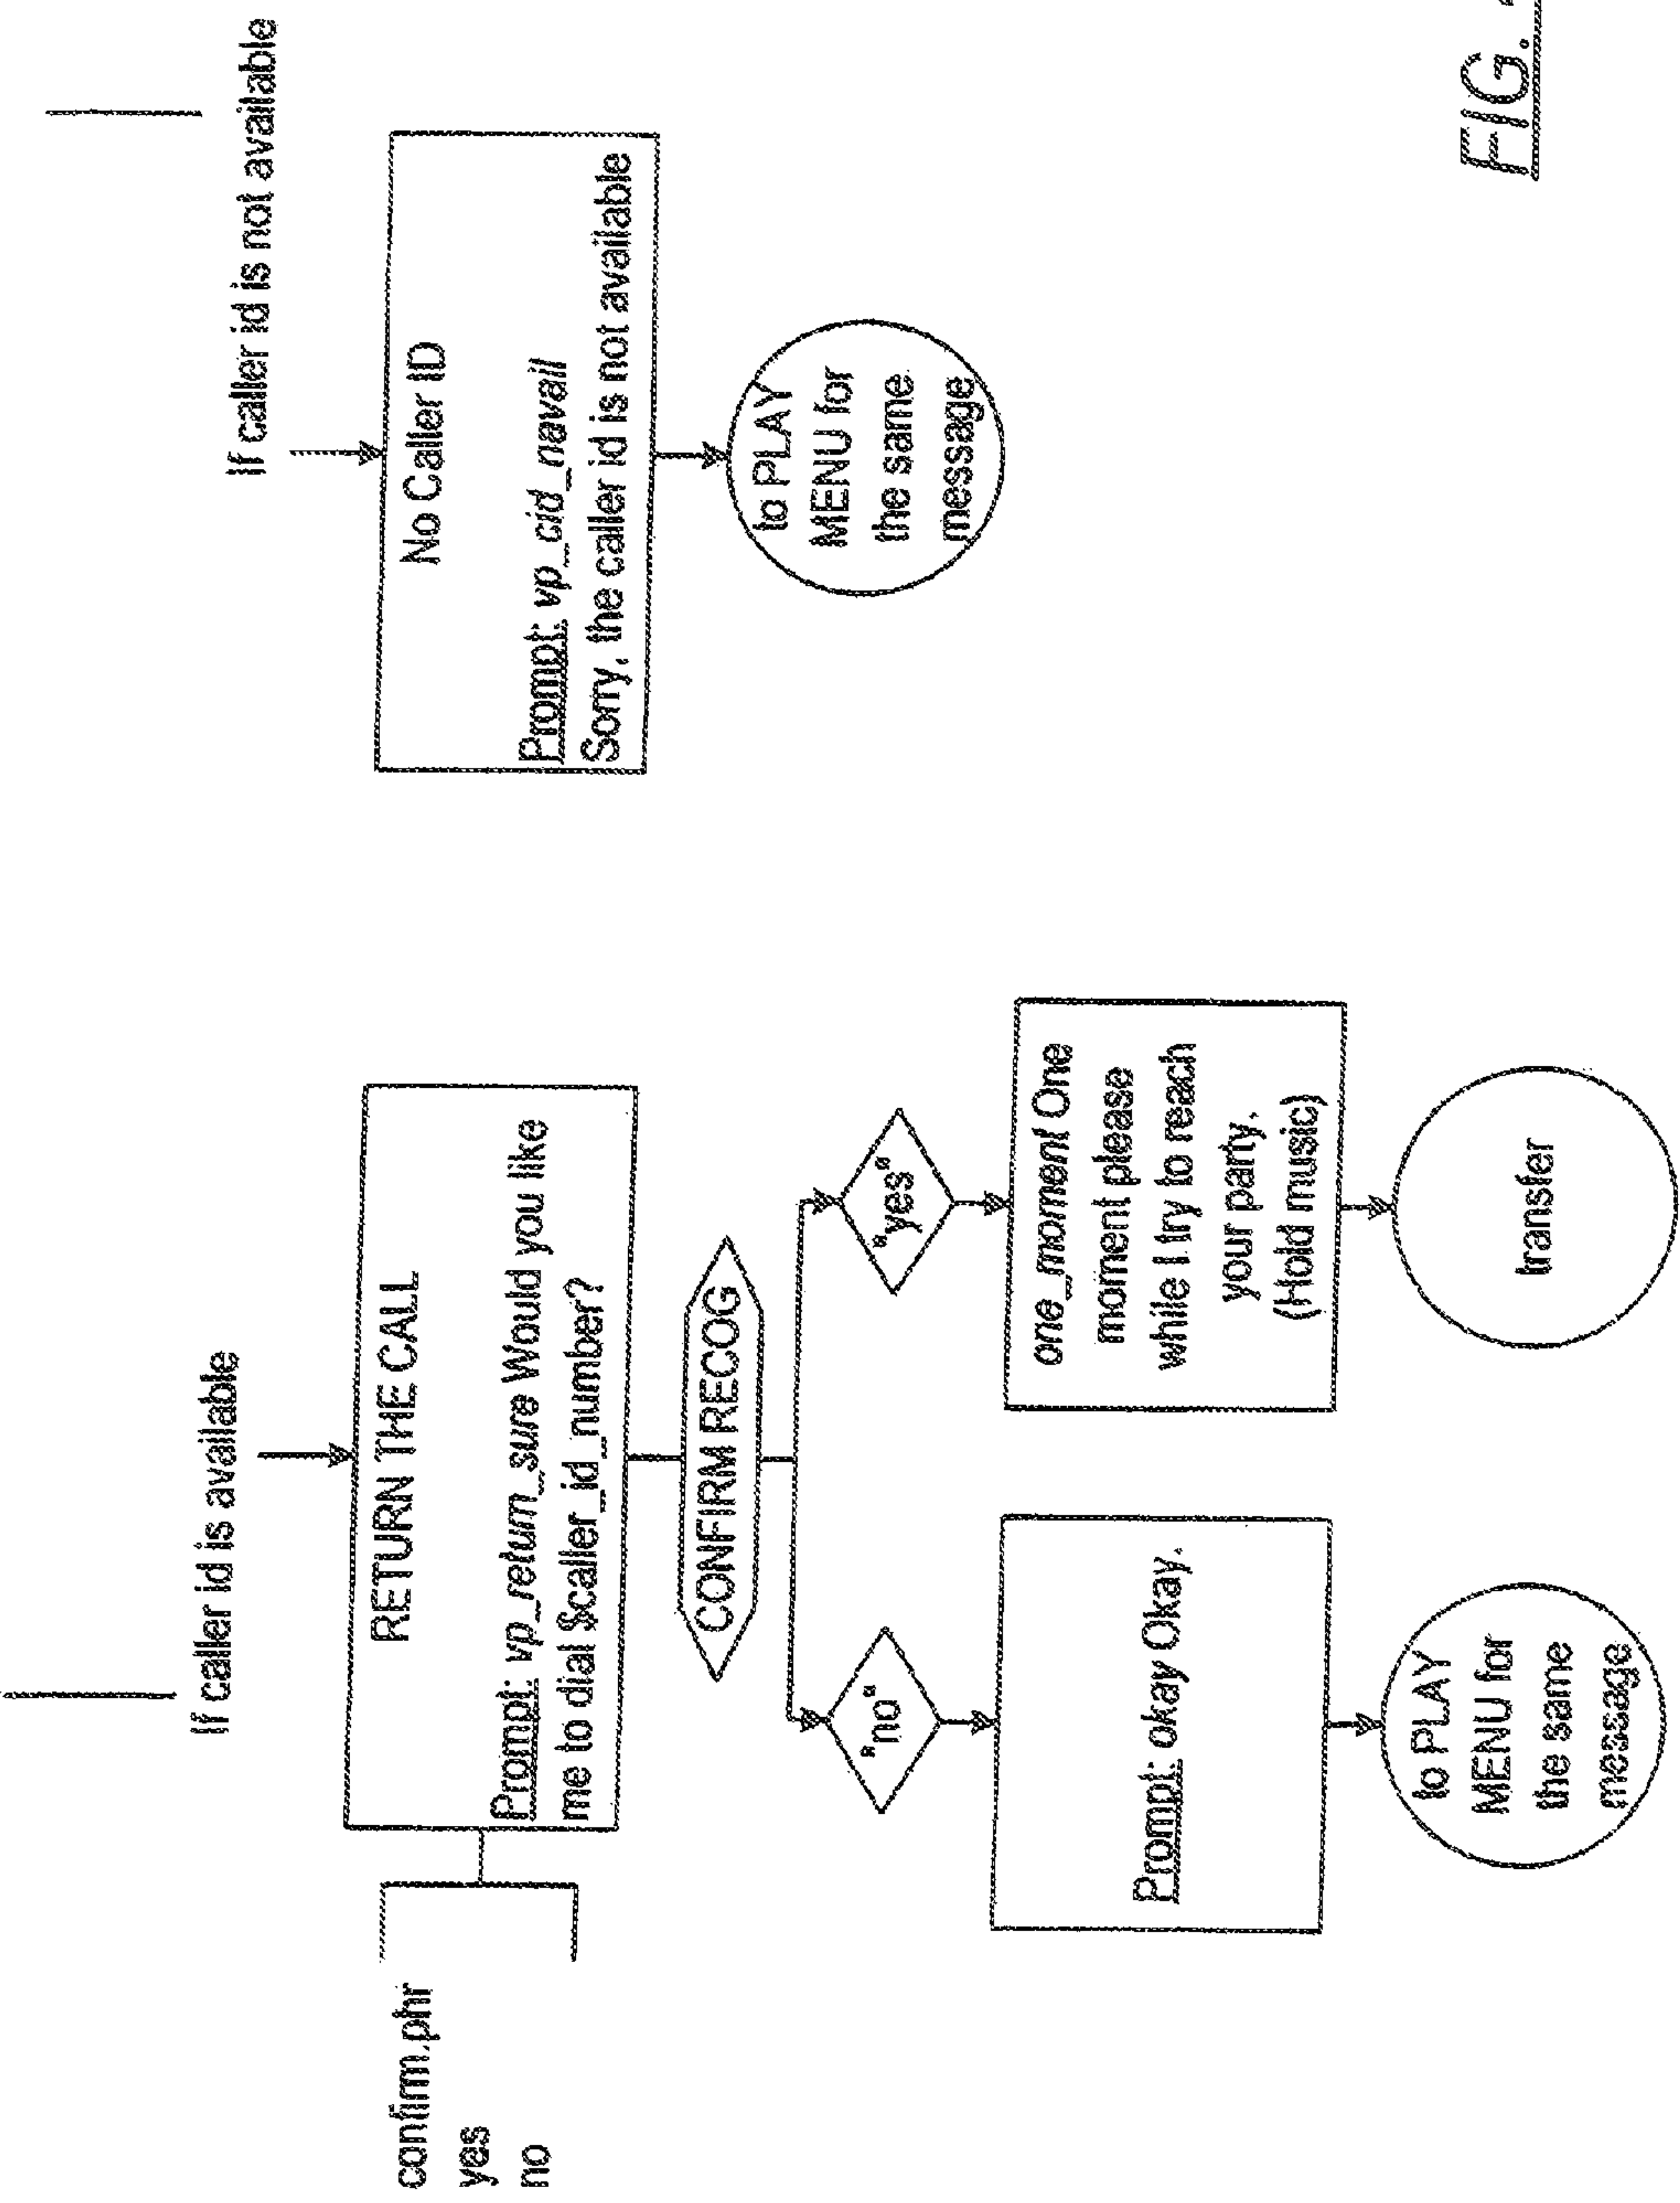 If caller id is available
confirm.phr
yes
no
RETURN THE CALL
Prompt: vp_return_sure Would you like
me to dial $caller_id_number?
CONFIRM RECOG
"no"
"yes"
Prompt: okay Okay.
one_moment One
moment please
while I try to reach
your party.
(Hold music)
to PLAY
MENU for
the same
message
transfer
If caller id is not available
No Caller ID
Prompt: vp_cid_navail
Sorry, the caller id is not available
to PLAY
MENU for
the same
message
FIG.